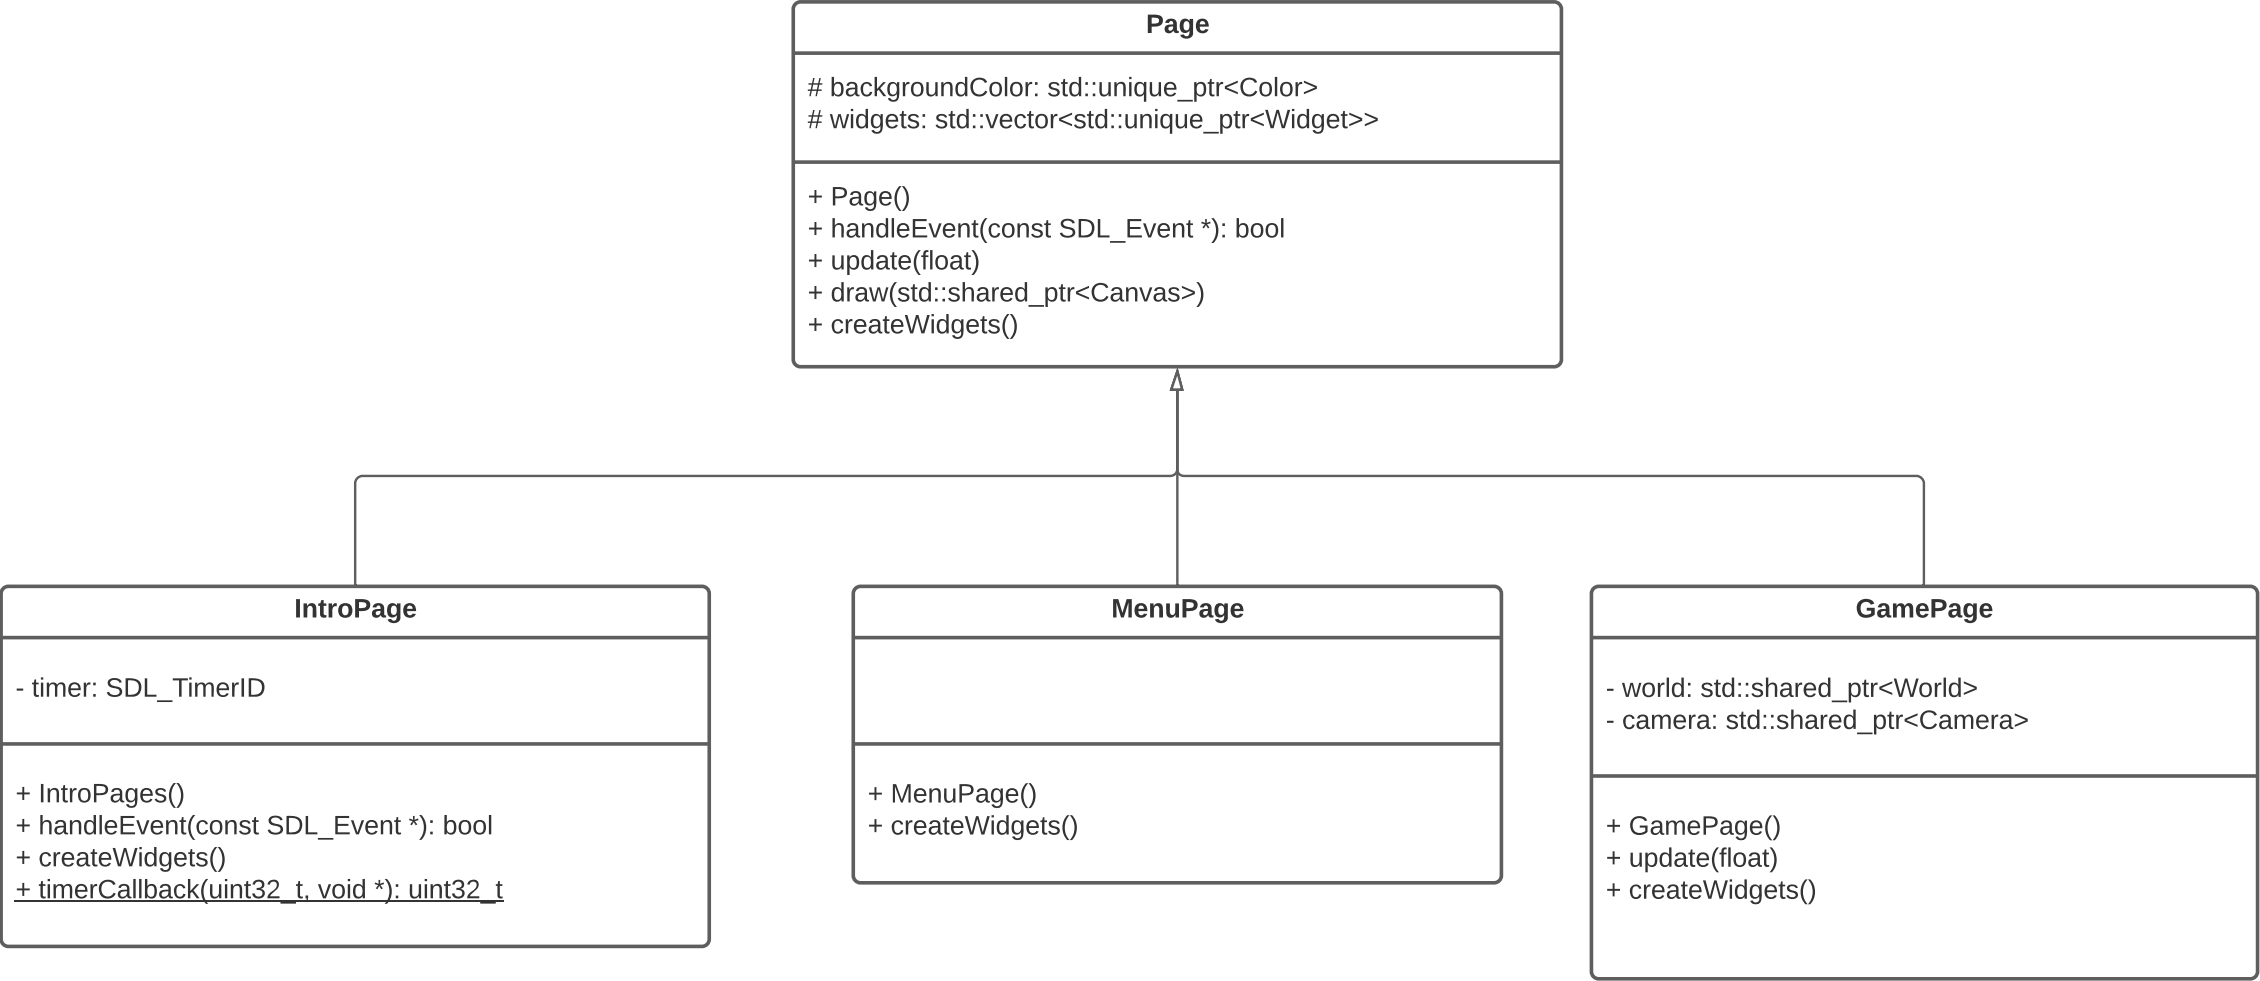 Page
# backgroundColor: std::unique_ptr<Color>
# widgets: std::vector<std::unique_ptr<Widget>>
+ Page()
+ handleEvent(const SDL_Event *): bool
+ update(float)
+ draw(std::shared_ptr<Canvas>)
+ createWidgets()
IntroPage
- timer: SDL_TimerID
+ IntroPages()
+ handleEvent(const SDL_Event *): bool
+ createWidgets()
+ timerCallback(uint32_t, void *): uint32_t
MenuPage
+ MenuPage()
+ createWidgets()
GamePage
- world: std::shared_ptr<World>
- camera: std::shared_ptr<Camera>
+ GamePage()
+ update(float)
+ createWidgets()